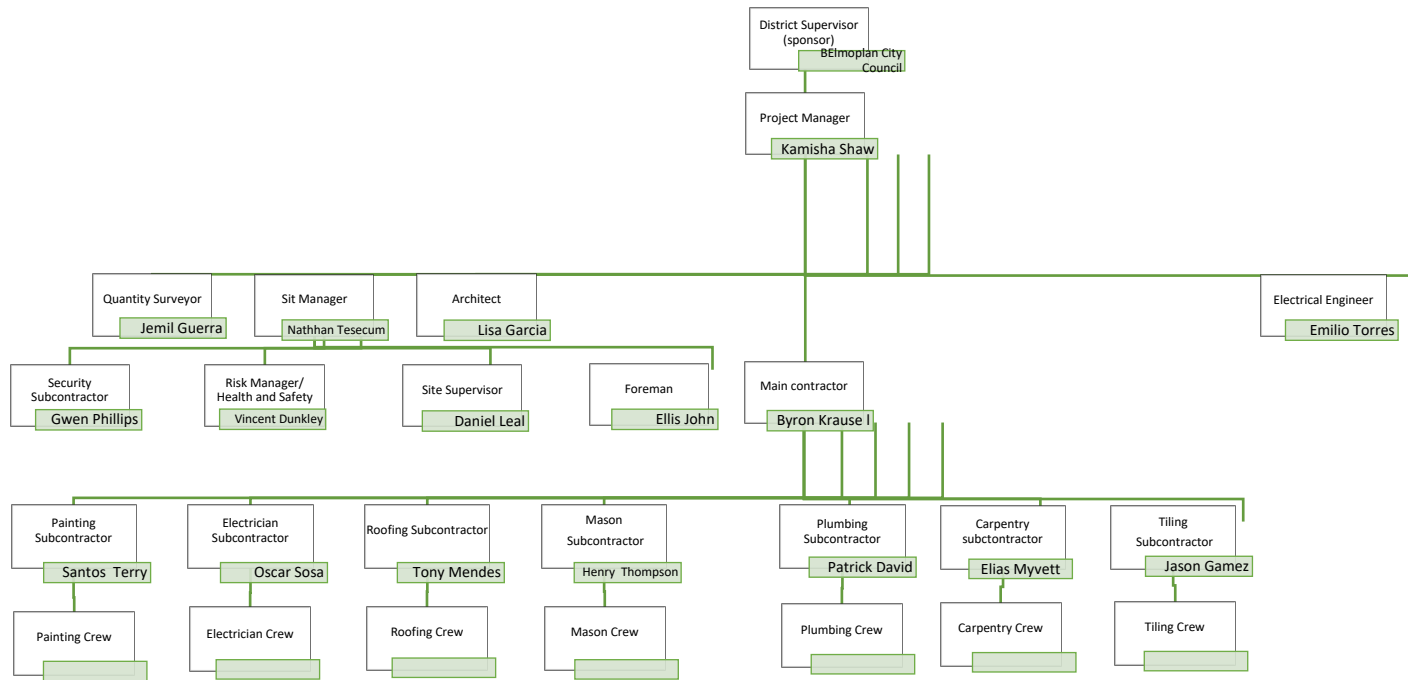 District Supervisor
(sponsor)
BElmoplan City
Council
Project Manager
Kamisha Shaw
Quantity Surveyor
Jemil Guerra
Sit Manager
Nathhan Tesecum
Architect
Lisa Garcia
Electrical Engineer
Emilio Torres
Security
Subcontractor
Gwen Phillips
Risk Manager/
Health and Safety
Vincent Dunkley
Site Supervisor
Daniel Leal
Foreman
Ellis John
Main contractor
Byron Krause l
Painting
Subcontractor
Santos Terry
Electrician
Subcontractor
Oscar Sosa
Roofing Subcontractor
Tony Mendes
Mason
Subcontractor
Henry Thompson
Plumbing
Subcontractor
Patrick David
Carpentry
subctontractor
Elias Myvett
Tiling
Subcontractor
Jason Gamez
Painting Crew
Electrician Crew
Roofing Crew
Mason Crew
Plumbing Crew
Carpentry Crew
Tiling Crew